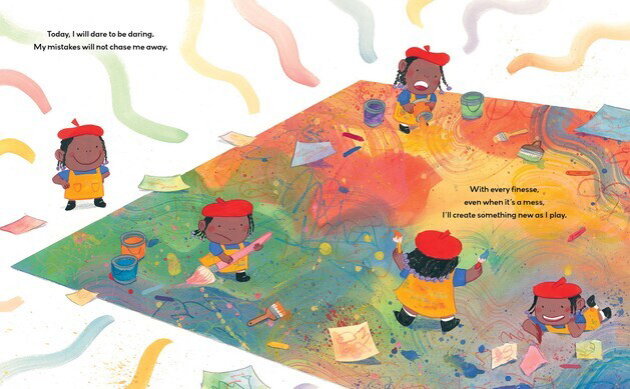 Today, I will dare to be daring.
My mistakes will not chase me away.
With every finesse,
even when it's a mess,
I'll create something new as I play.